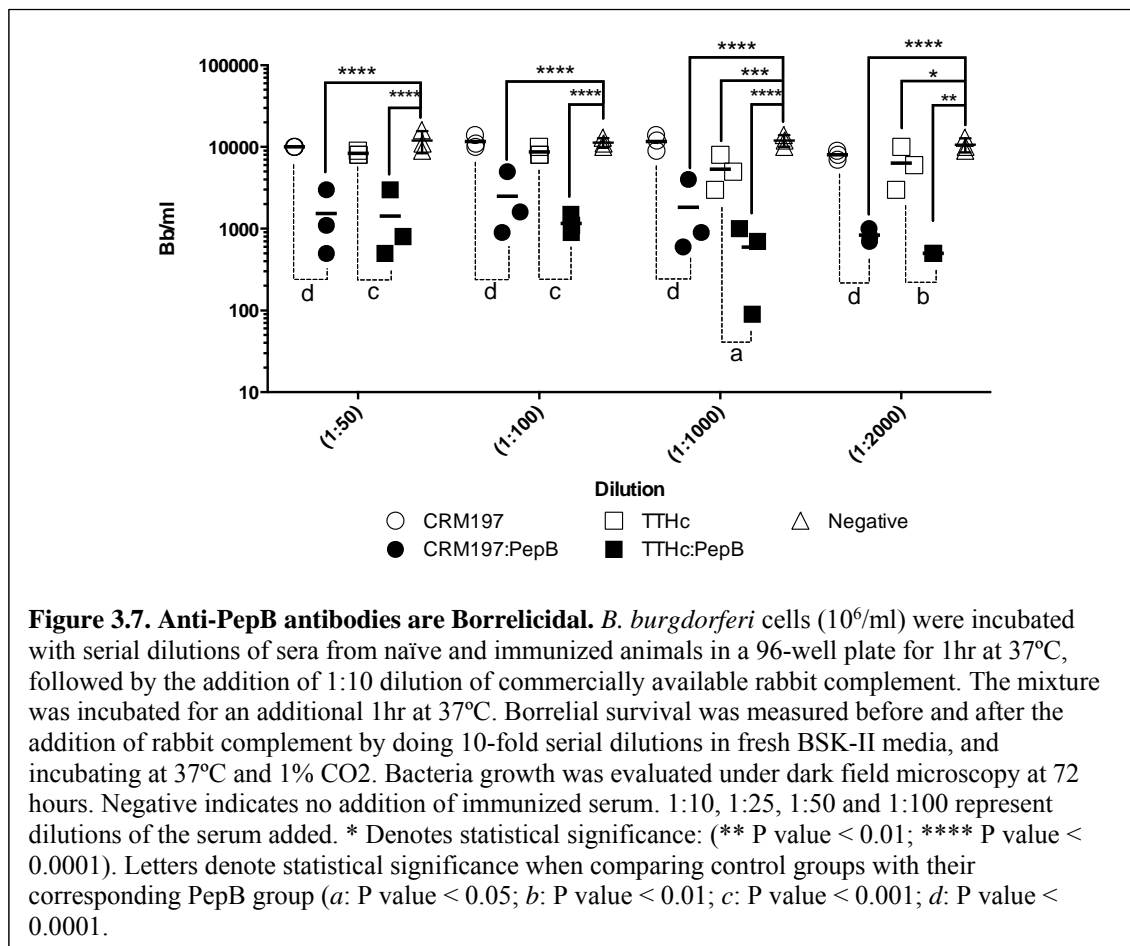 **** **** **** ****
*** *
**** **** **** **
100000
10000
1000
100
10
Bb/ml
d c d c d a d b
(1:50) (1:100) (1:1000) (1:2000)
Dilution
CRM197 TTHc Negative
CRM197:PepB TTHc:PepB
Figure 3.7. Anti-PepB antibodies are Borrelicidal. B. burgdorferi cells (10⁶/ml) were incubated
with serial dilutions of sera from naïve and immunized animals in a 96-well plate for 1hr at 37ºC,
followed by the addition of 1:10 dilution of commercially available rabbit complement. The mixture
was incubated for an additional 1hr at 37ºC. Borrelial survival was measured before and after the
addition of rabbit complement by doing 10-fold serial dilutions in fresh BSK-II media, and
incubating at 37ºC and 1% CO2. Bacteria growth was evaluated under dark field microscopy at 72
hours. Negative indicates no addition of immunized serum. 1:10, 1:25, 1:50 and 1:100 represent
dilutions of the serum added. * Denotes statistical significance: (** P value < 0.01; **** P value <
0.0001). Letters denote statistical significance when comparing control groups with their
corresponding PepB group (a: P value < 0.05; b: P value < 0.01; c: P value < 0.001; d: P value <
0.0001.